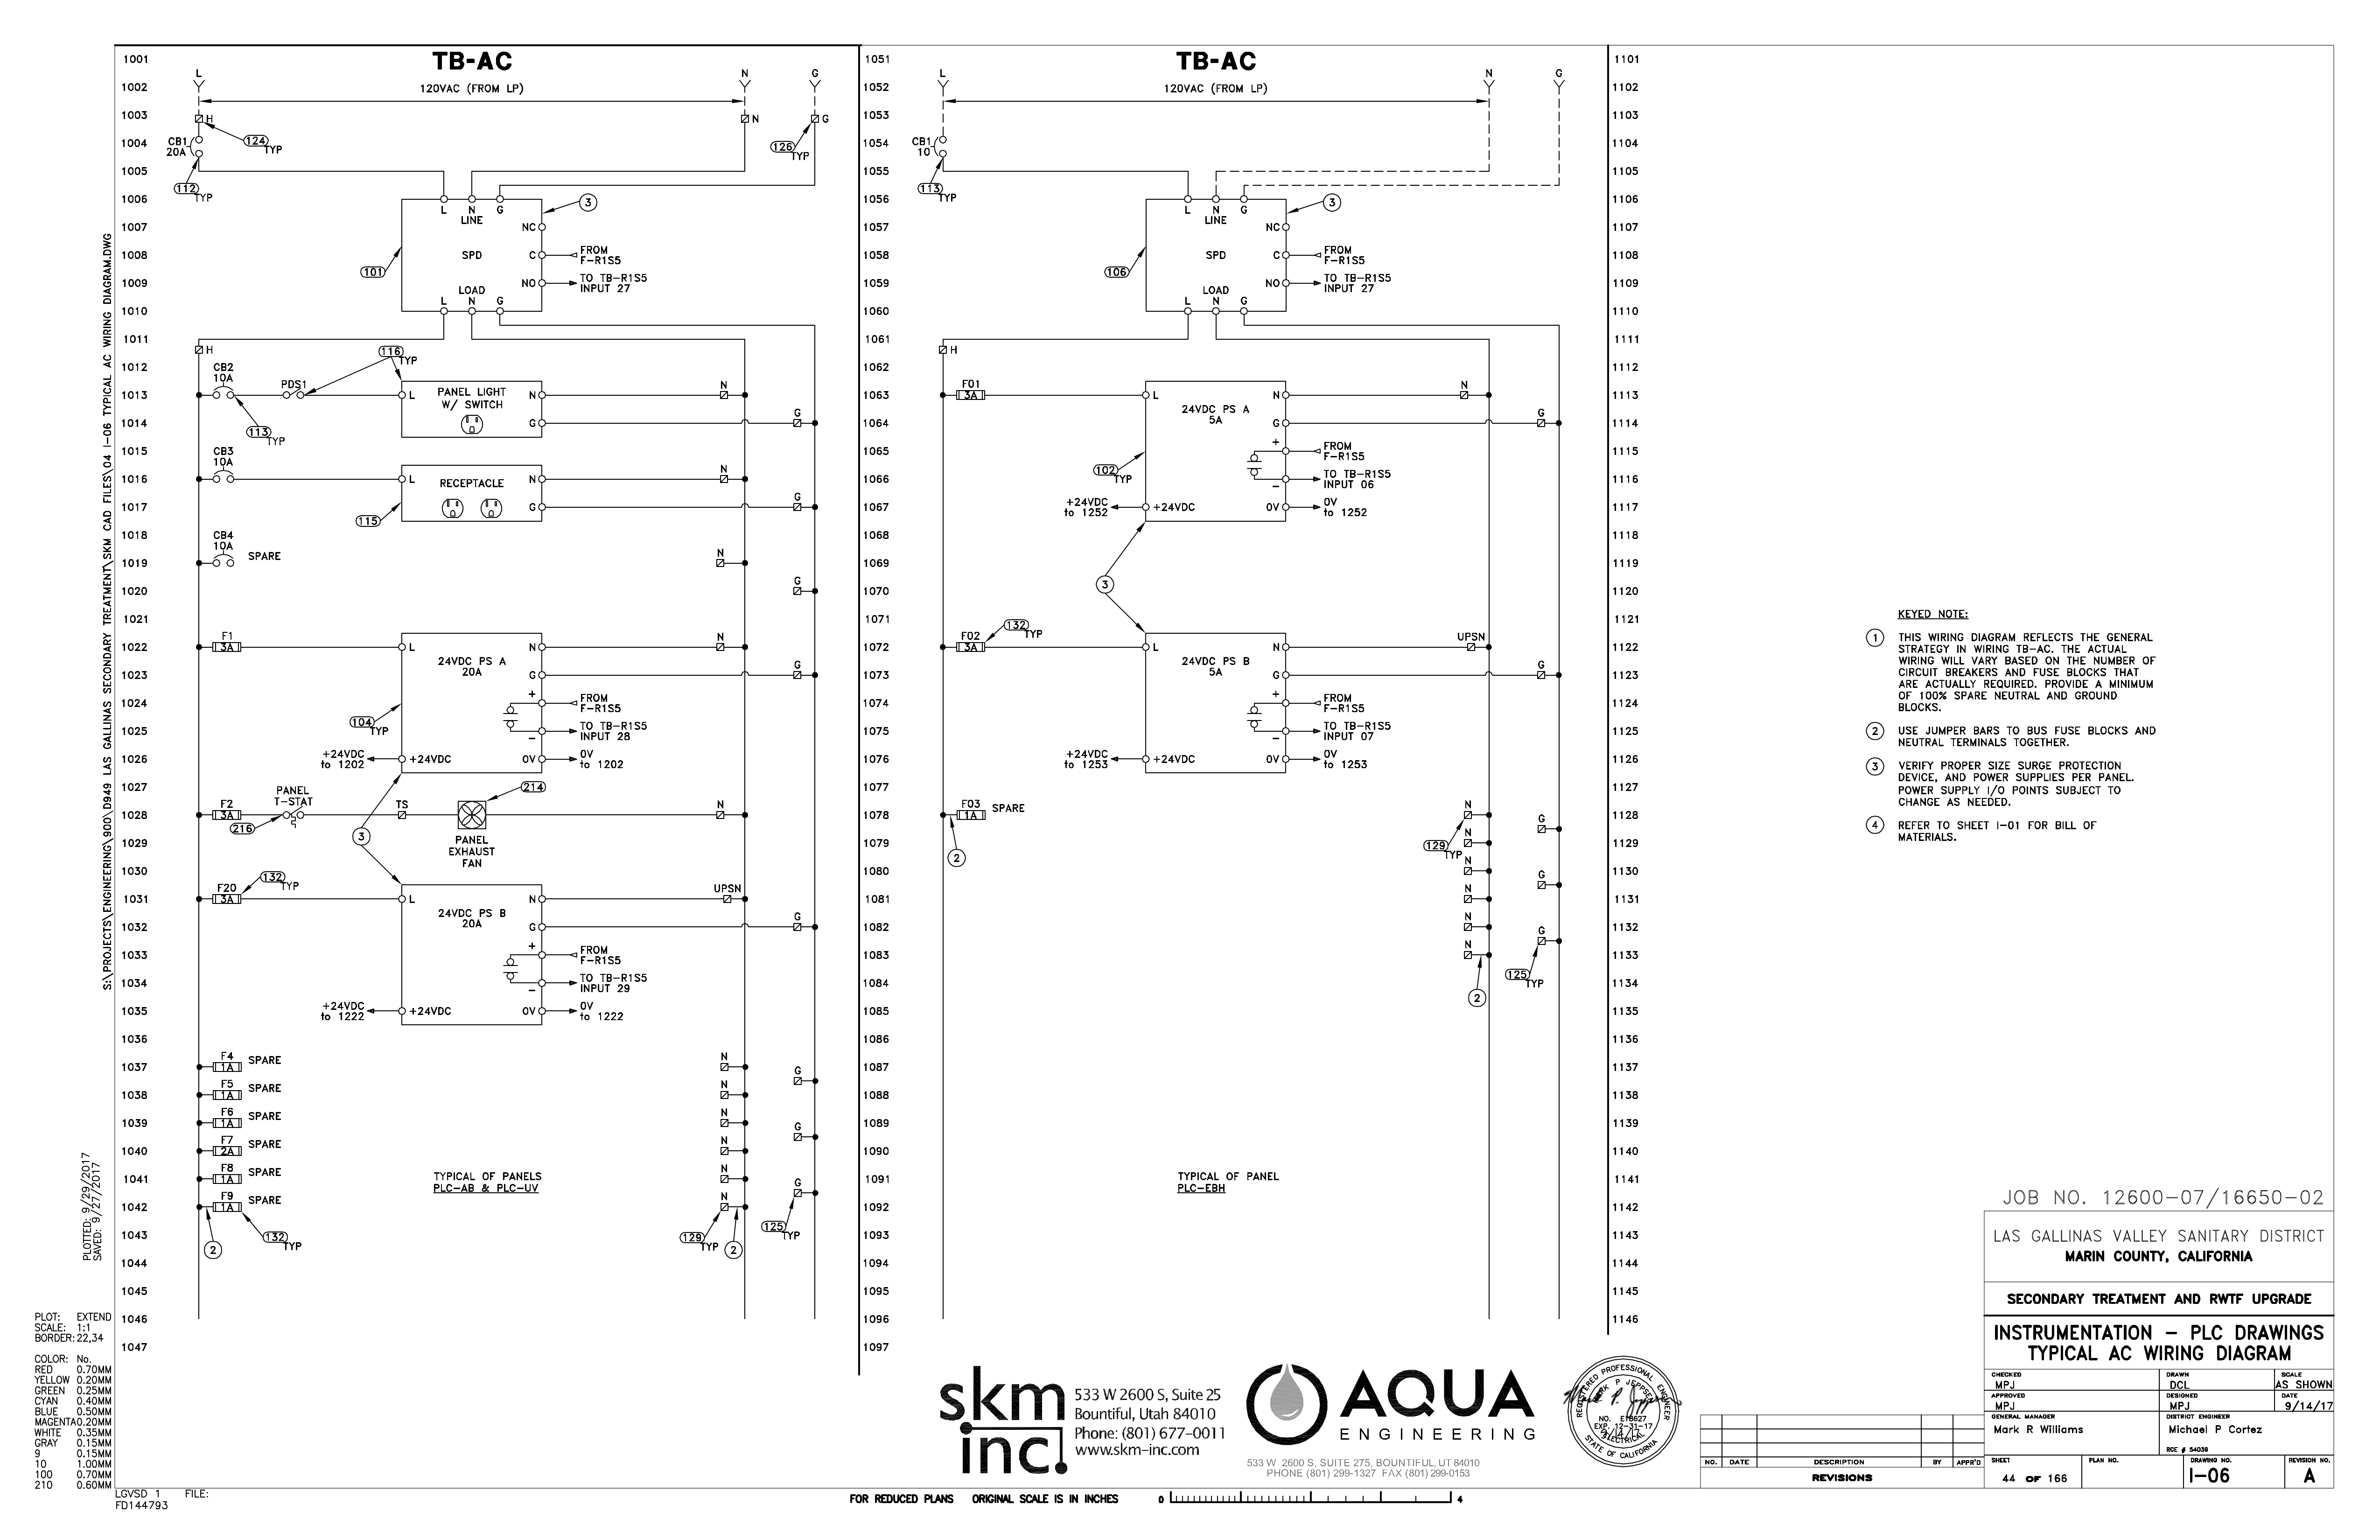 TB-AC
L
N
G
120VAC (FROM LP)
H
N
G
124
TYP
126
TYP
CB1
20A
112
TYP
L N G
LINE
SPD
LOAD
L N G
3
101
NC
C
NO
FROM
F-R1S5
TO TB-R1S5
INPUT 27
H
CB2
10A
PDS1
116
TYP
113
TYP
L
PANEL LIGHT
W/ SWITCH
N
G
N
G
CB3
10A
L
RECEPTACLE
N
G
115
N
G
CB4
10A
SPARE
N
G
F1
3A
L
24VDC PS A
20A
N
G
N
G
+
-
FROM
F-R1S5
TO TB-R1S5
INPUT 28
104
TYP
+24VDC
to 1202
+24VDC
0V
0V
to 1202
F2
3A
PANEL
T-STAT
216
TS
214
PANEL
EXHAUST
FAN
N
3
F20
3A
132
TYP
L
24VDC PS B
20A
N
G
UPSN
G
+
-
FROM
F-R1S5
TO TB-R1S5
INPUT 29
+24VDC
to 1222
+24VDC
0V
0V
to 1222
F4
1A
SPARE
F5
1A
SPARE
F6
1A
SPARE
F7
2A
SPARE
F8
1A
SPARE
F9
1A
SPARE
2
132
TYP
TYPICAL OF PANELS
PLC-AB & PLC-UV
N
N
N
N
N
N
G
G
G
129
TYP
2
125
TYP
1001
1002
1003
1004
1005
1006
1007
1008
1009
1010
1011
1012
1013
1014
1015
1016
1017
1018
1019
1020
1021
1022
1023
1024
1025
1026
1027
1028
1029
1030
1031
1032
1033
1034
1035
1036
1037
1038
1039
1040
1041
1042
1043
1044
1045
1046
1047
1051
1052
1053
1054
1055
1056
1057
1058
1059
1060
1061
1062
1063
1064
1065
1066
1067
1068
1069
1070
1071
1072
1073
1074
1075
1076
1077
1078
1079
1080
1081
1082
1083
1084
1085
1086
1087
1088
1089
1090
1091
1092
1093
1094
1095
1096
1097
TB-AC
L
N
G
120VAC (FROM LP)
CB1
10
113
TYP
L N G
LINE
SPD
LOAD
L N G
3
106
NC
C
NO
FROM
F-R1S5
TO TB-R1S5
INPUT 27
H
F01
3A
L
24VDC PS A
5A
N
G
N
G
+
-
FROM
F-R1S5
TO TB-R1S5
INPUT 06
102
TYP
+24VDC
to 1252
+24VDC
0V
0V
to 1252
3
F02
3A
132
TYP
L
24VDC PS B
5A
N
G
UPSN
G
+
-
FROM
F-R1S5
TO TB-R1S5
INPUT 07
+24VDC
to 1253
+24VDC
0V
0V
to 1253
F03
1A
SPARE
2
N
N
N
N
N
N
G
G
G
129
TYP
125
TYP
2
TYPICAL OF PANEL
PLC-EBH
1101
1102
1103
1104
1105
1106
1107
1108
1109
1110
1111
1112
1113
1114
1115
1116
1117
1118
1119
1120
1121
1122
1123
1124
1125
1126
1127
1128
1129
1130
1131
1132
1133
1134
1135
1136
1137
1138
1139
1140
1141
1142
1143
1144
1145
1146
KEYED NOTE:
1 THIS WIRING DIAGRAM REFLECTS THE GENERAL
STRATEGY IN WIRING TB-AC. THE ACTUAL
WIRING WILL VARY BASED ON THE NUMBER OF
CIRCUIT BREAKERS AND FUSE BLOCKS THAT
ARE ACTUALLY REQUIRED. PROVIDE A MINIMUM
OF 100% SPARE NEUTRAL AND GROUND
BLOCKS.
2 USE JUMPER BARS TO BUS FUSE BLOCKS AND
NEUTRAL TERMINALS TOGETHER.
3 VERIFY PROPER SIZE SURGE PROTECTION
DEVICE, AND POWER SUPPLIES PER PANEL.
POWER SUPPLY I/O POINTS SUBJECT TO
CHANGE AS NEEDED.
4 REFER TO SHEET I-01 FOR BILL OF
MATERIALS.
S:\PROJECTS\ENGINEERING\900\D949 LAS GALLINAS SECONDARY TREATMENT\SKM CAD FILES\04 I-06 TYPICAL AC WIRING DIAGRAM.DWG
PLOTTED: 9/29/2017
SAVED: 9/27/2017
PLOT: EXTEND
SCALE: 1:1
BORDER: 22,34
COLOR: No.
RED 0.70MM
YELLOW 0.20MM
GREEN 0.25MM
CYAN 0.40MM
BLUE 0.50MM
MAGENTA 0.20MM
WHITE 0.35MM
GRAY 0.15MM
9 0.15MM
10 1.00MM
100 0.70MM
210 0.60MM
LGVSD 1 FILE:
FD144793
skm
inc.
533 W 2600 S, Suite 25
Bountiful, Utah 84010
Phone: (801) 677-0011
www.skm-inc.com
AQUA
ENGINEERING
533 W 2600 S, SUITE 275, BOUNTIFUL, UT 84010
PHONE (801) 299-1327 FAX (801) 299-0153
REGISTERED PROFESSIONAL ENGINEER
MARK P JEPPSEN
NO. E18627
EXP. 12-31-17
ELECTRICAL
STATE OF CALIFORNIA
FOR REDUCED PLANS ORIGINAL SCALE IS IN INCHES 0 4
NO. DATE DESCRIPTION BY APPR'D
REVISIONS
JOB NO. 12600-07/16650-02
LAS GALLINAS VALLEY SANITARY DISTRICT
MARIN COUNTY, CALIFORNIA
SECONDARY TREATMENT AND RWTF UPGRADE
INSTRUMENTATION - PLC DRAWINGS
TYPICAL AC WIRING DIAGRAM
CHECKED
MPJ
DRAWN
DCL
SCALE
AS SHOWN
APPROVED
MPJ
DESIGNED
MPJ
DATE
9/14/17
GENERAL MANAGER
Mark R Williams
DISTRICT ENGINEER
Michael P Cortez
RCE # 54038
SHEET
44 OF 166
PLAN NO.
DRAWING NO.
I-06
REVISION NO.
A